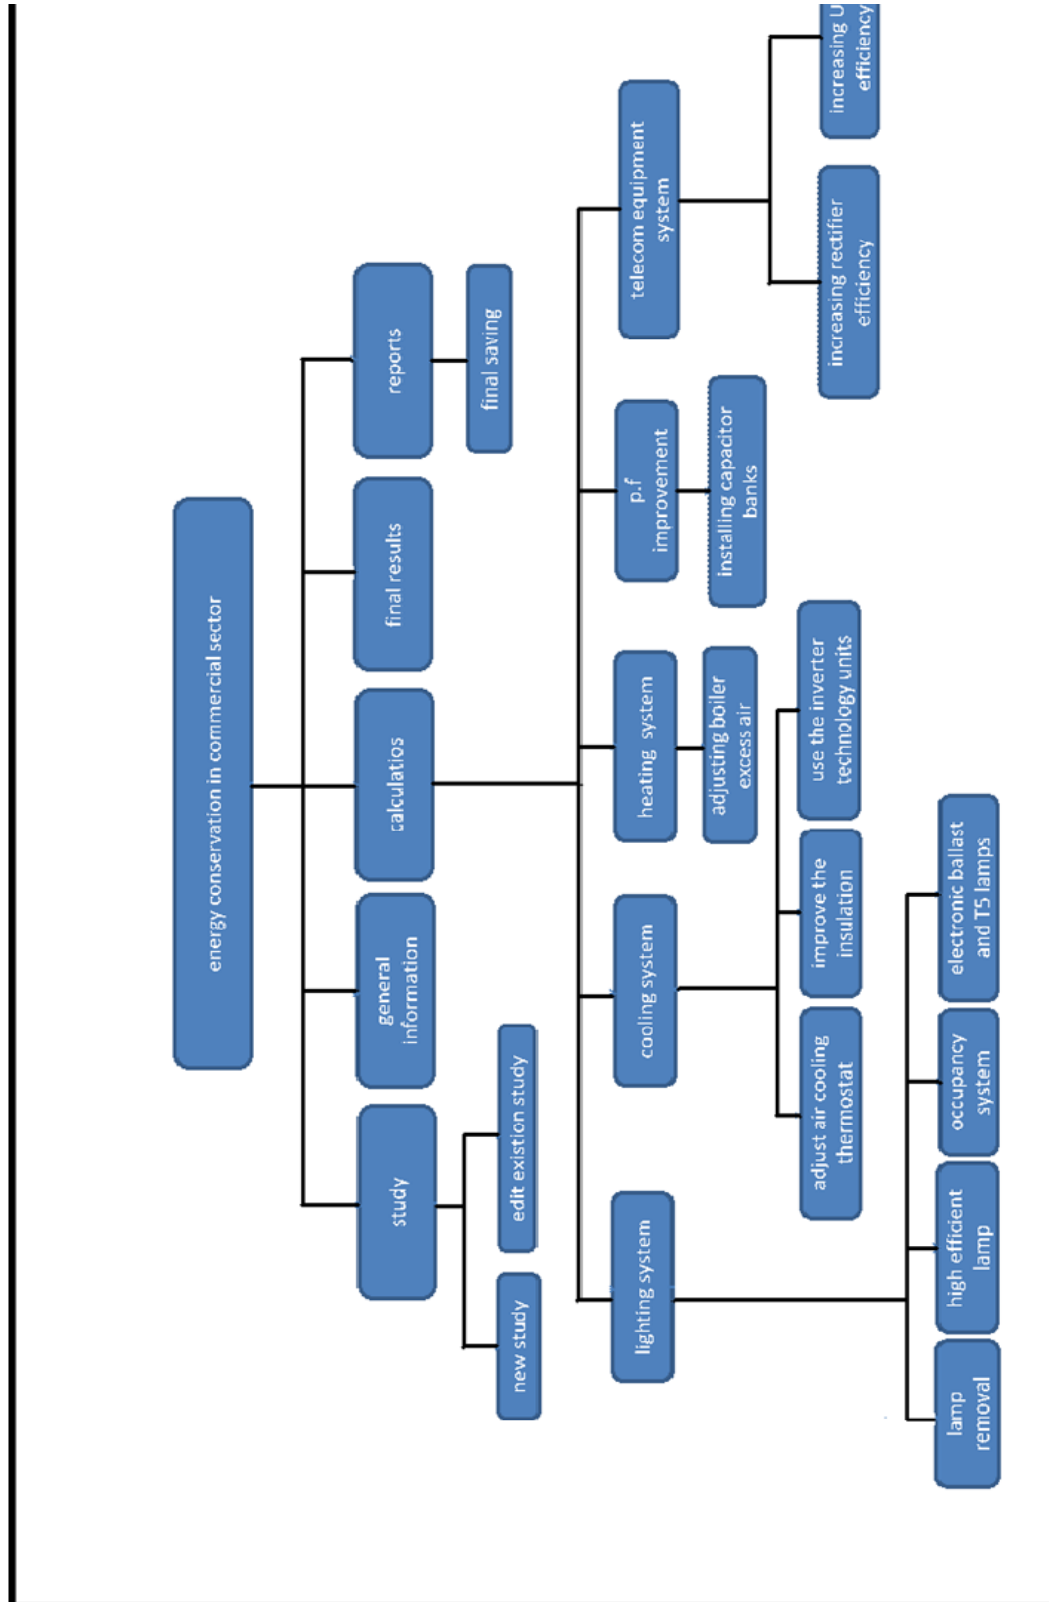 energy conservation in commercial sector
study
general
information
calculatios
final results
reports
new study
edit existion study
final saving
lighting system
cooling system
heating system
p.f
improvement
telecom equipment
system
adjusting boiler
excess air
installing capacitor
banks
adjust air cooling
thermostat
improve the
insulation
use the inverter
technology units
increasing rectifier
efficiency
increasing
efficiency
lamp
removal
high efficient
lamp
occupancy
system
electronic ballast
and T5 lamps